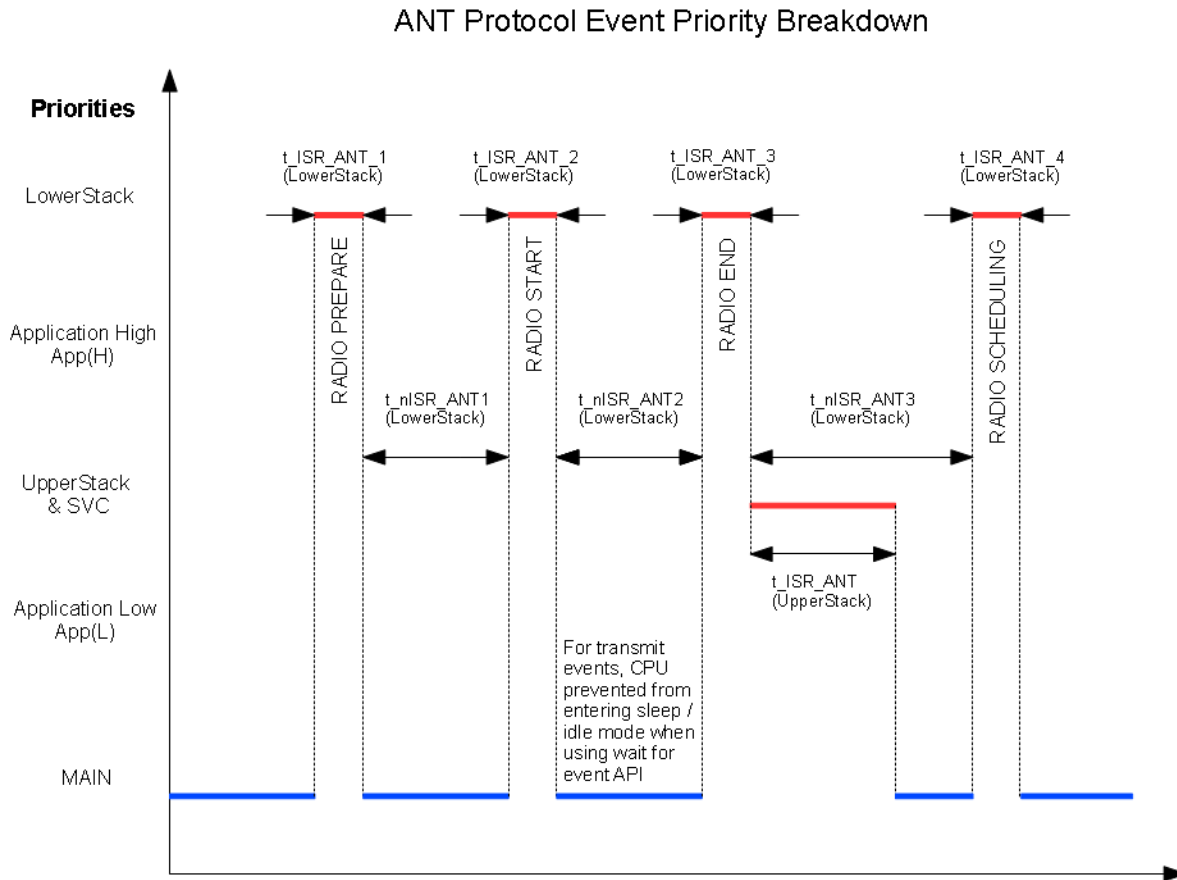 ANT Protocol Event Priority Breakdown
Priorities
t_ISR_ANT_1
(LowerStack)
t_ISR_ANT_2
(LowerStack)
t_ISR_ANT_3
(LowerStack)
t_ISR_ANT_4
(LowerStack)
LowerStack
RADIO PREPARE
RADIO START
RADIO END
RADIO SCHEDULING
Application High
App(H)
t_nISR_ANT1
(LowerStack)
t_nISR_ANT2
(LowerStack)
t_nISR_ANT3
(LowerStack)
UpperStack
& SVC
t_ISR_ANT
(UpperStack)
Application Low
App(L)
For transmit
events, CPU
prevented from
entering sleep /
idle mode when
using wait for
event API
MAIN